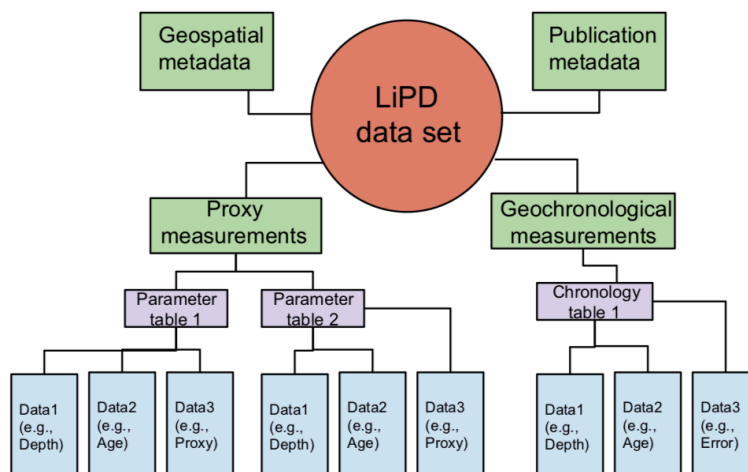 Geospatial
metadata
Publication
metadata
LiPD
data set
Proxy
measurements
Geochronological
measurements
Parameter
table 1
Parameter
table 2
Chronology
table 1
Data1
(e.g.,
Depth)
Data2
(e.g.,
Age)
Data3
(e.g.,
Proxy)
Data1
(e.g.,
Depth)
Data2
(e.g.,
Age)
Data3
(e.g.,
Proxy)
Data1
(e.g.,
Depth)
Data2
(e.g.,
Age)
Data3
(e.g.,
Error)